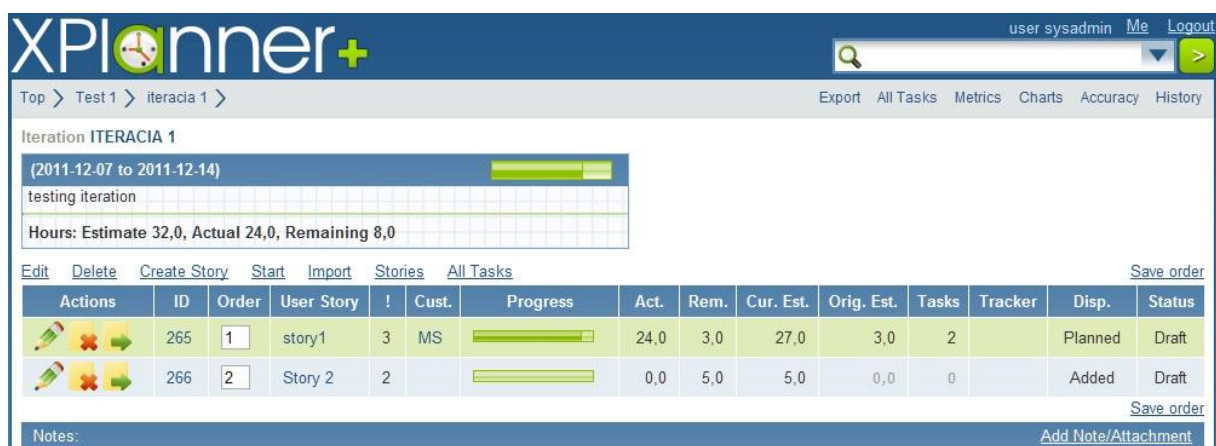 XPlanner+
user sysadmin Me Logout
Top Test 1 iteracia 1
Export All Tasks Metrics Charts Accuracy History
Iteration ITERACIA 1
(2011-12-07 to 2011-12-14)
testing iteration
Hours: Estimate 32,0, Actual 24,0, Remaining 8,0
Edit Delete Create Story Start Import Stories All Tasks Save order
Actions ID Order User Story ! Cust. Progress Act. Rem. Cur. Est. Orig. Est. Tasks Tracker Disp. Status
265 1 story1 3 MS 24,0 3,0 27,0 3,0 2 Planned Draft
266 2 Story 2 2 0,0 5,0 5,0 0,0 0 Added Draft
Save order
Notes: Add Note/Attachment